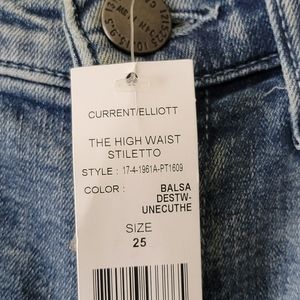 CURRENT/ELLIOTT
THE HIGH WAIST
STILETTO
STYLE : 17-4-1961A-PT1609
COLOR : BALSA
DESTW-
UNECUTHE
SIZE
25